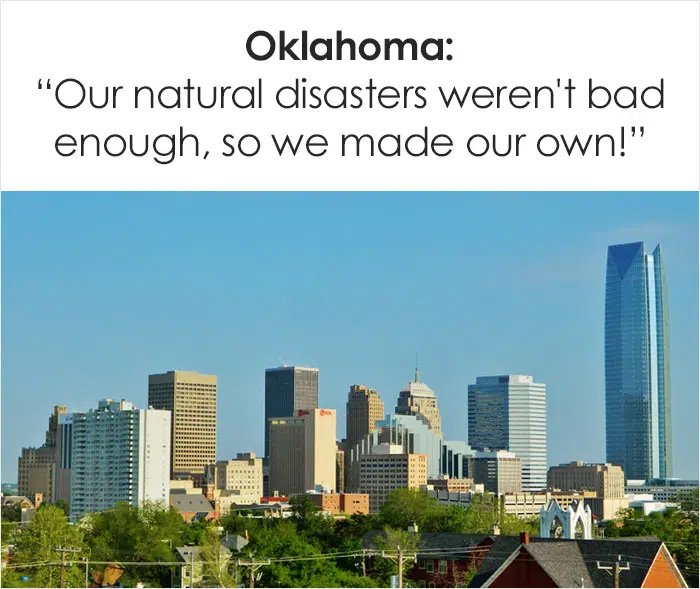 Oklahoma:
“Our natural disasters weren't bad
enough, so we made our own!”